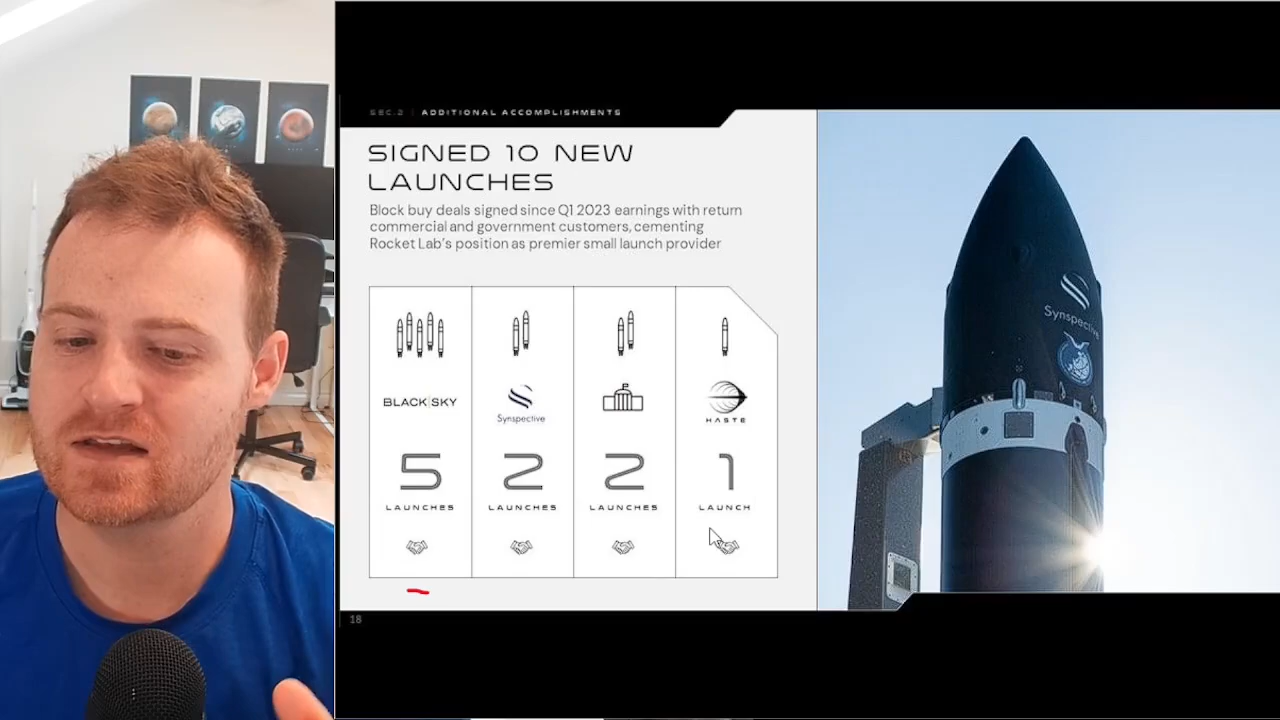 SEC.2 | ADDITIONAL ACCOMPLISHMENTS
SIGNED 10 NEW
LAUNCHES
Block buy deals signed since Q1 2023 earnings with return
commercial and government customers, cementing
Rocket Lab's position as premier small launch provider
BLACKSKY
Synspective
HASTE
5
2
2
1
LAUNCHES
LAUNCHES
LAUNCHES
LAUNCH
Synspective
18